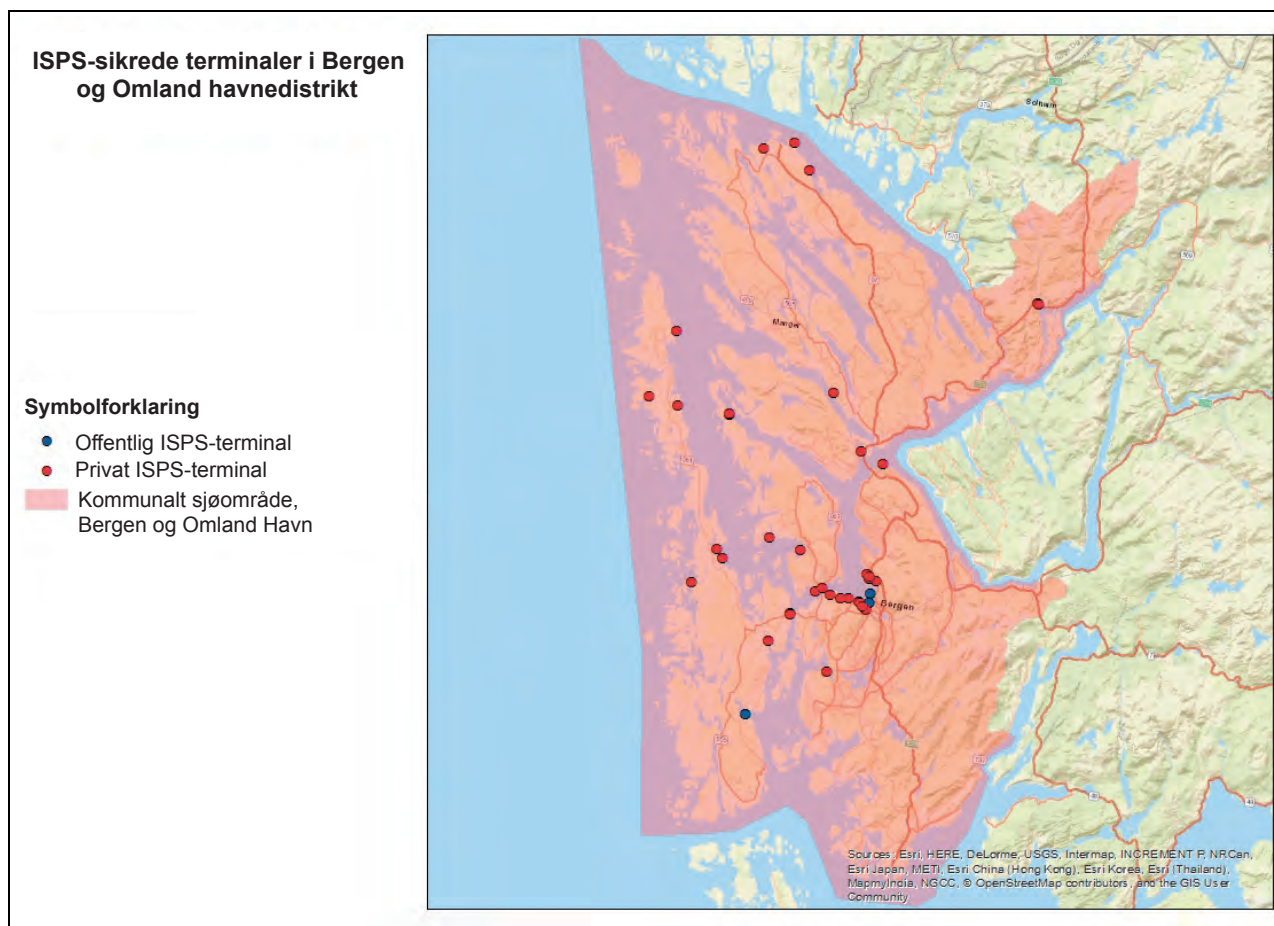 ISPS-sikrede terminaler i Bergen
og Omland havnedistrikt
Symbolforklaring
Offentlig ISPS-terminal
Privat ISPS-terminal
Kommunalt sjøområde,
Bergen og Omland Havn
Manger
Bergen
Sources: Esri, HERE, DeLorme, USGS, Intermap, INCREMENT P, NRCan,
Esri Japan, METI, Esri China (Hong Kong), Esri Korea, Esri (Thailand),
MapmyIndia, NGCC, © OpenStreetMap contributors, and the GIS User
Community